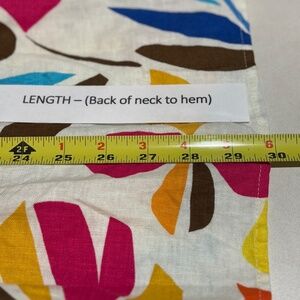 LENGTH – (Back of neck to hem)
2F 1 2 3 4 5 6
24 25 26 27 28 29 30